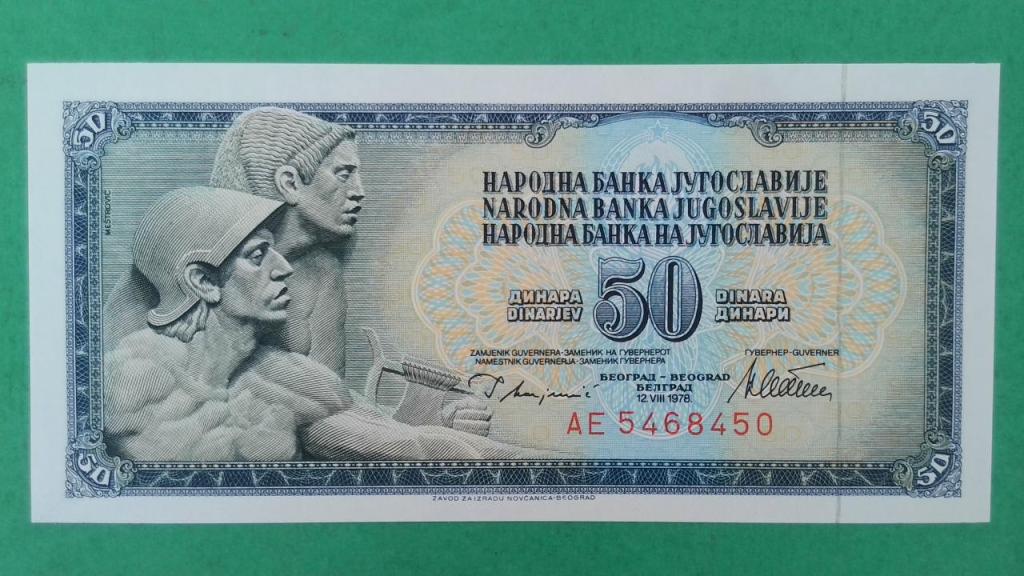 50
50
MEŠTROVIĆ
НАРОДНА БАНКА ЈУГОСЛАВИЈЕ
NARODNA BANKA JUGOSLAVIJE
НАРОДНА БАНКА НА ЈУГОСЛАВИЈА
ДИНАРА
DINARJEV
50
DINARA
ДИНАРИ
ZAMJENIK GUVERNERA-ЗАМЕНИК НА ГУВЕРНЕРОТ
NAMESTNIK GUVERNERJA-ЗАМЕНИК ГУВЕРНЕРА
ГУВЕРНЕР-GUVERNER
БЕОГРАД-BEOGRAD
БЕЛГРАД
12. VIII 1978.
AE 5468450
50
50
ZAVOD ZA IZRADU NOVČANICA-BEOGRAD